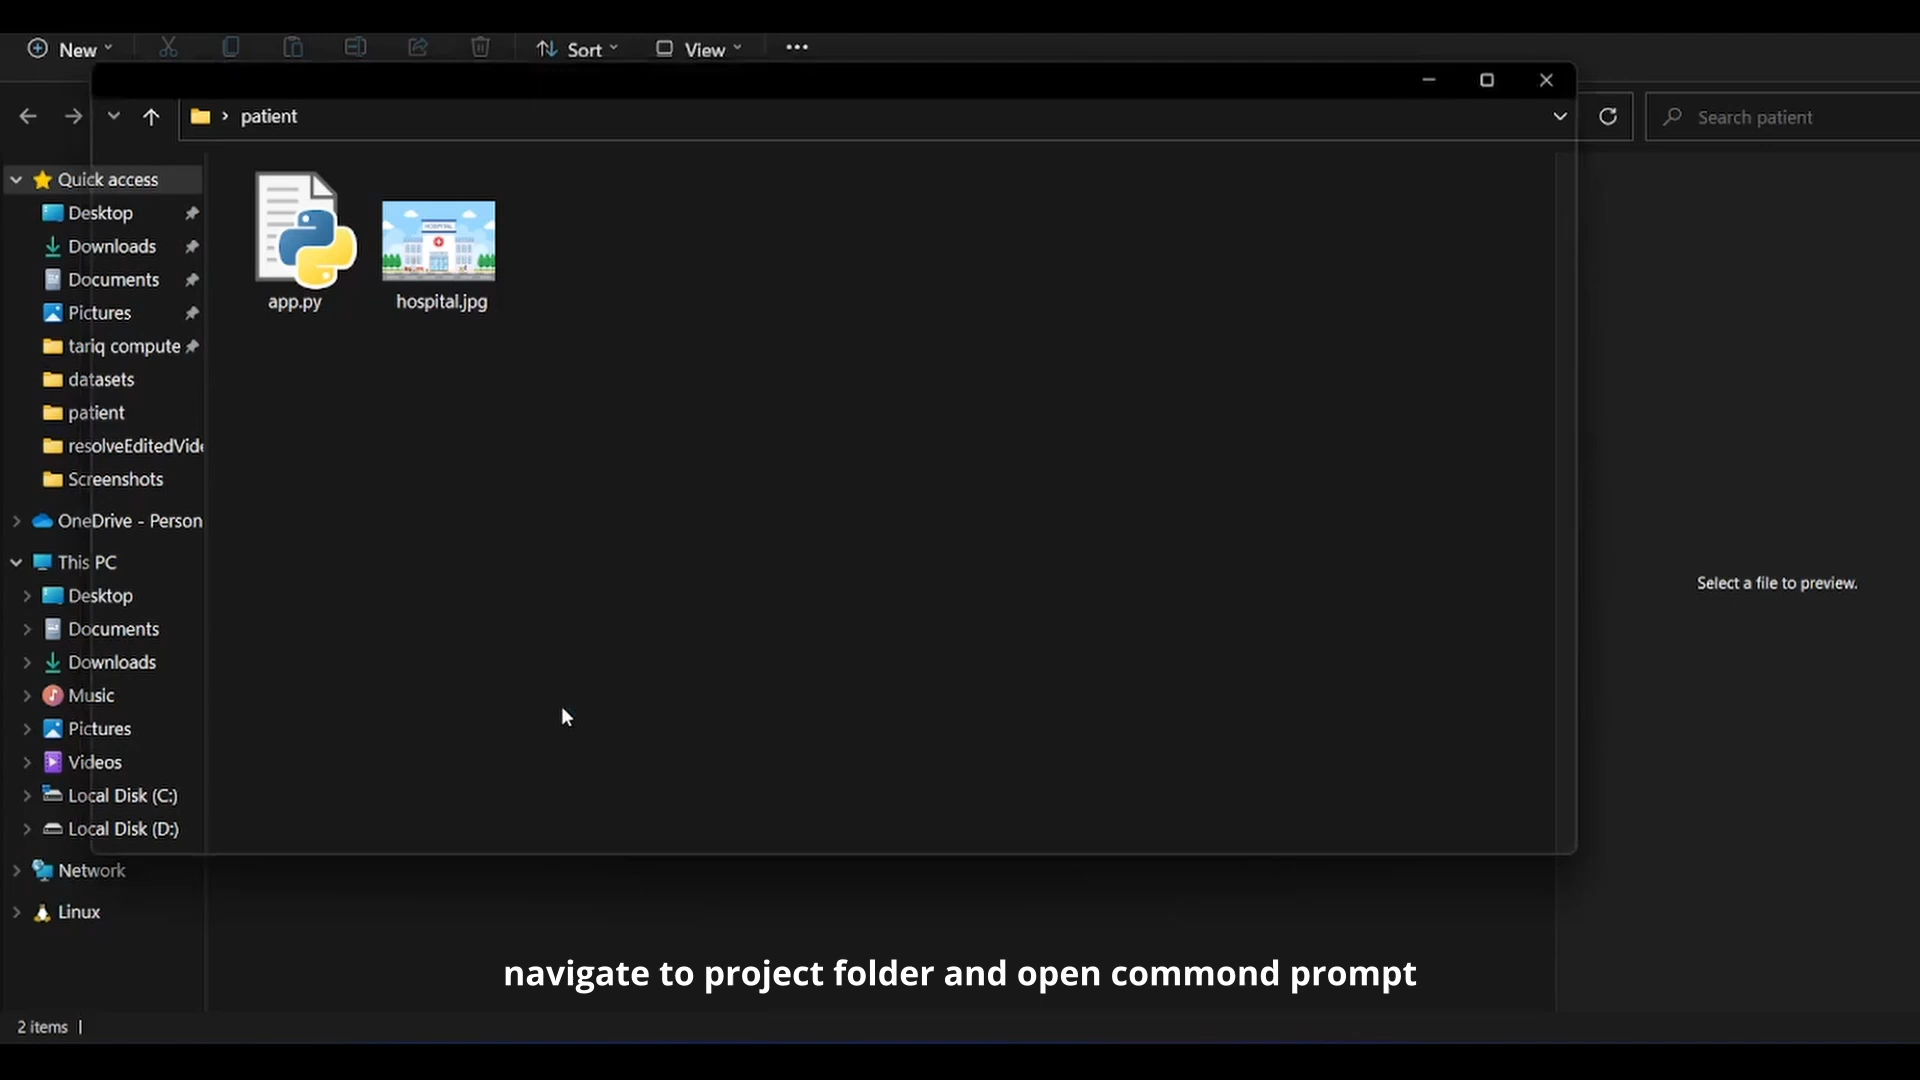 New
Sort
View
patient
Search patient
Quick access
Desktop
Downloads
Documents
Pictures
tariq compute
datasets
patient
resolveEditedVide
Screenshots
OneDrive - Person
This PC
Desktop
Documents
Downloads
Music
Pictures
Videos
Local Disk (C:)
Local Disk (D:)
Network
Linux
HOSPITAL
app.py
hospital.jpg
Select a file to preview.
navigate to project folder and open commond prompt
2 items